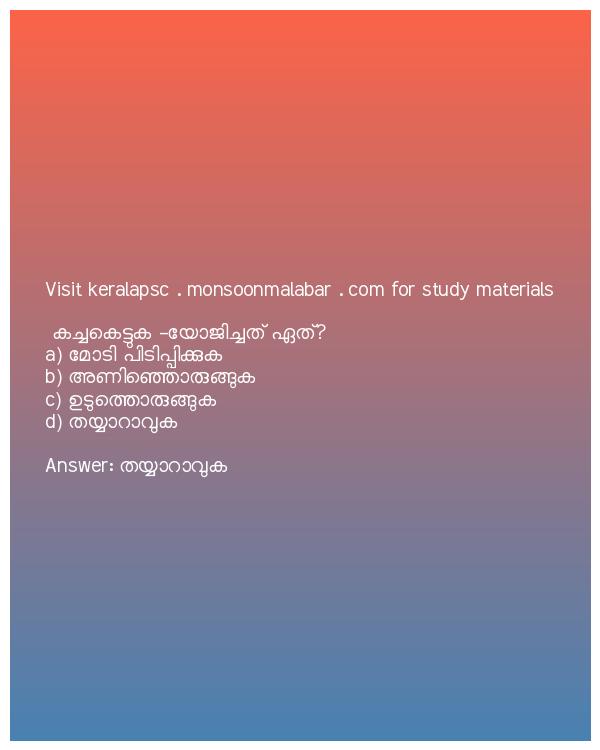 Visit keralapsc . monsoonmalabar . com for study materials
കച്ചകെട്ടുക –യോജിച്ചത് ഏത്?
a) മോടി പിടിപ്പിക്കുക
b) അണിഞ്ഞൊരുങ്ങുക
c) ഉടുത്തൊരുങ്ങുക
d) തയ്യാറാവുക
Answer: തയ്യാറാവുക